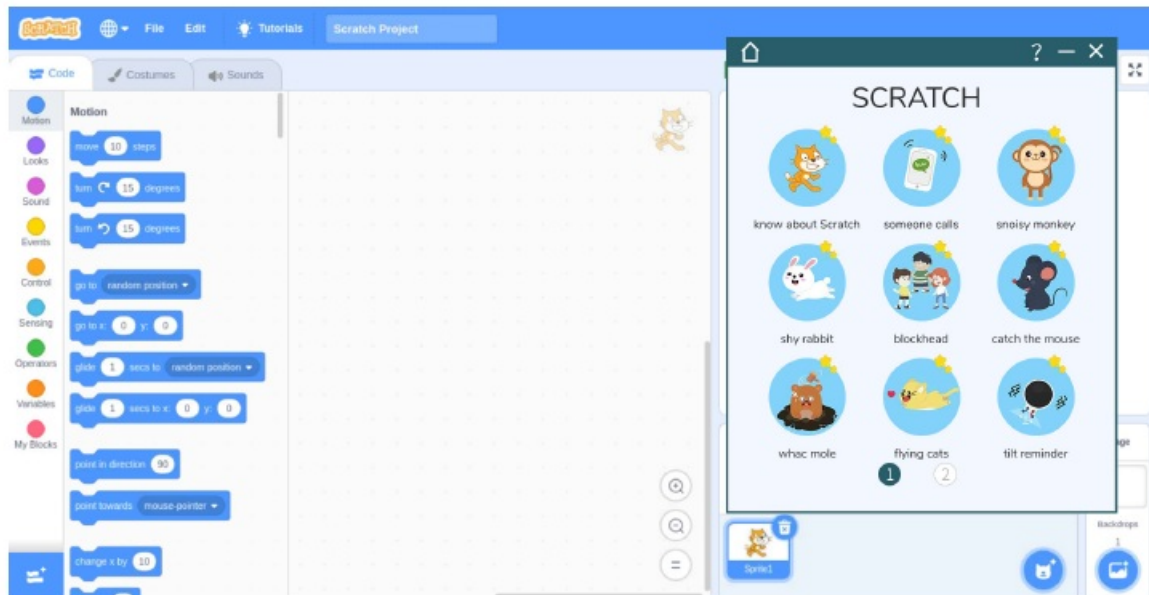 SCRATCH
File Edit Tutorials Scratch Project
Code Costumes Sounds
Motion
Looks
Sound
Events
Control
Sensing
Operators
Variables
My Blocks
Motion
move 10 steps
turn 15 degrees
turn 15 degrees
go to random position
go to x: 0 y: 0
glide 1 secs to random position
glide 1 secs to x: 0 y: 0
point in direction 90
point towards mouse-pointer
change x by 10
=
?
SCRATCH
know about Scratch someone calls snoisy monkey
shy rabbit blockhead catch the mouse
whac mole flying cats tilt reminder
1 2
Sprite1
Backdrops
1